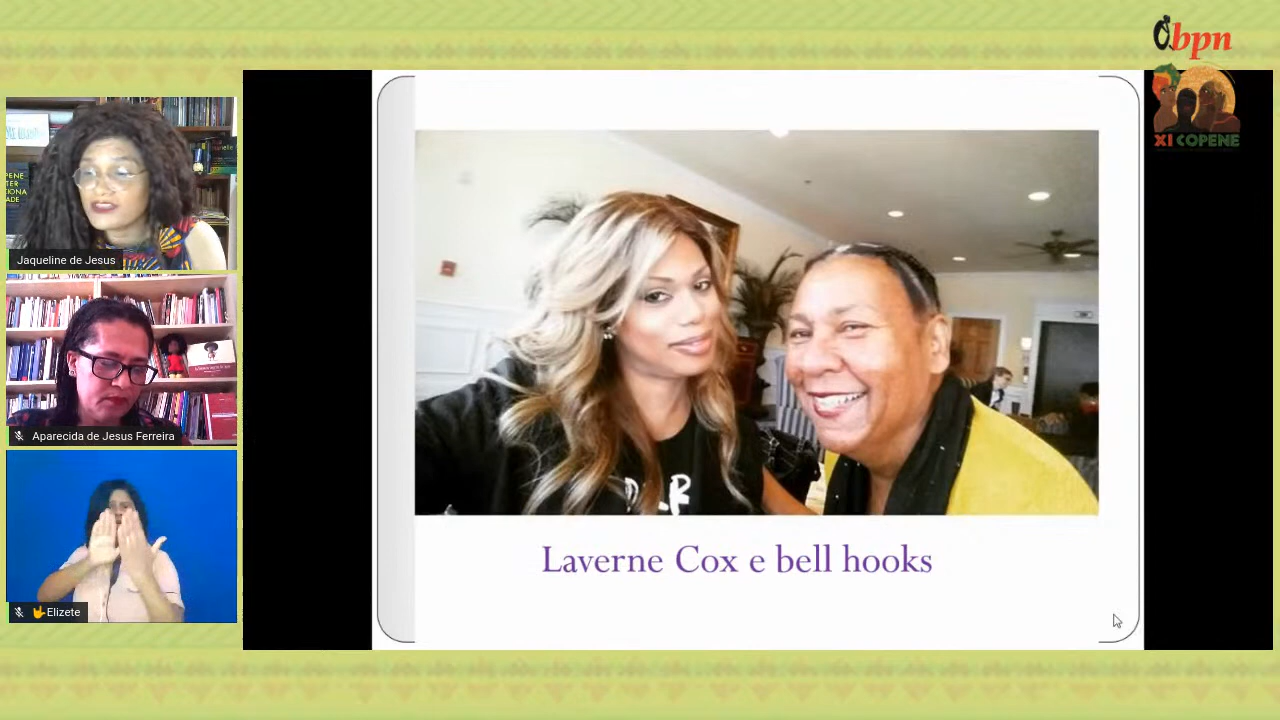 bpn
XI COPENE
Jaqueline de Jesus
Aparecida de Jesus Ferreira
Elizete
Laverne Cox e bell hooks